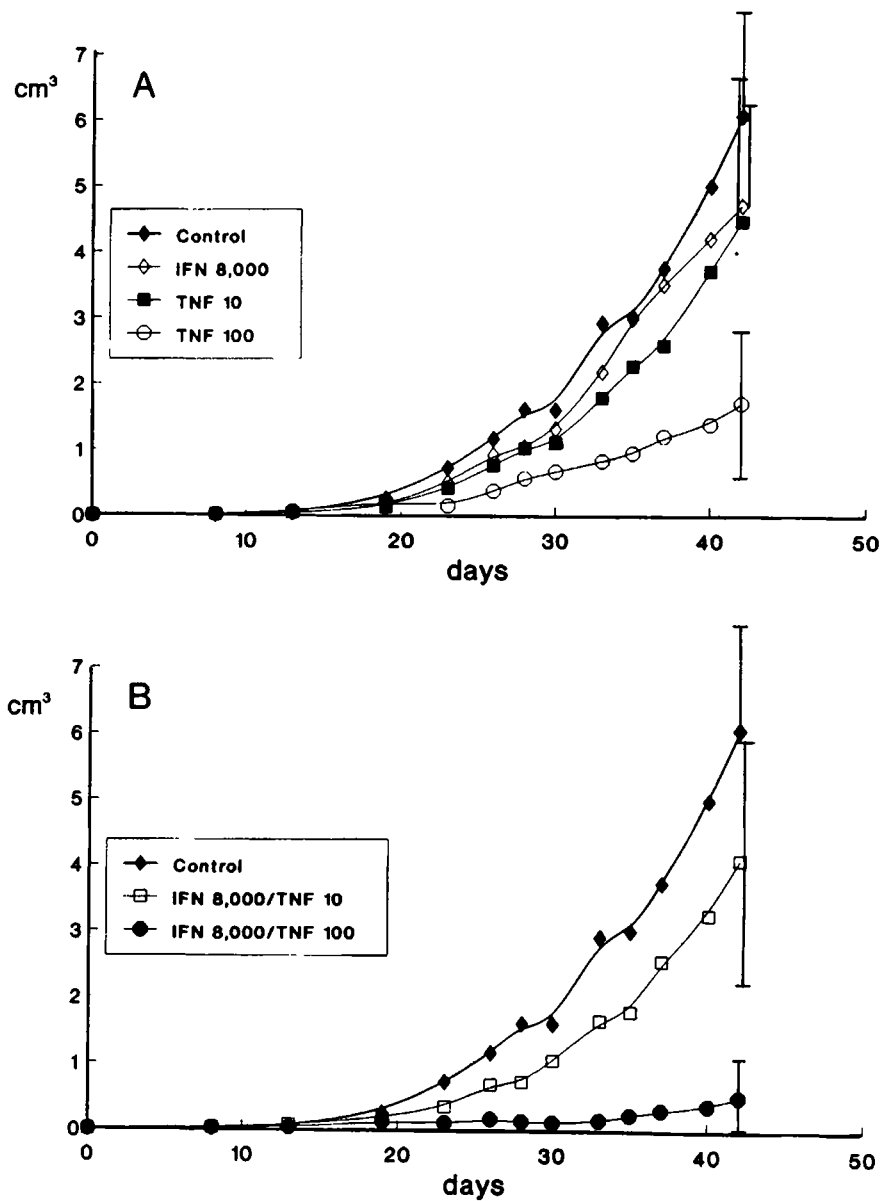 A
cm³
7
6
5
4
3
2
1
0
Control
IFN 8,000
TNF 10
TNF 100
0 10 20 30 40 50
days
B
cm³
7
6
5
4
3
2
1
0
Control
IFN 8,000/TNF 10
IFN 8,000/TNF 100
0 10 20 30 40 50
days